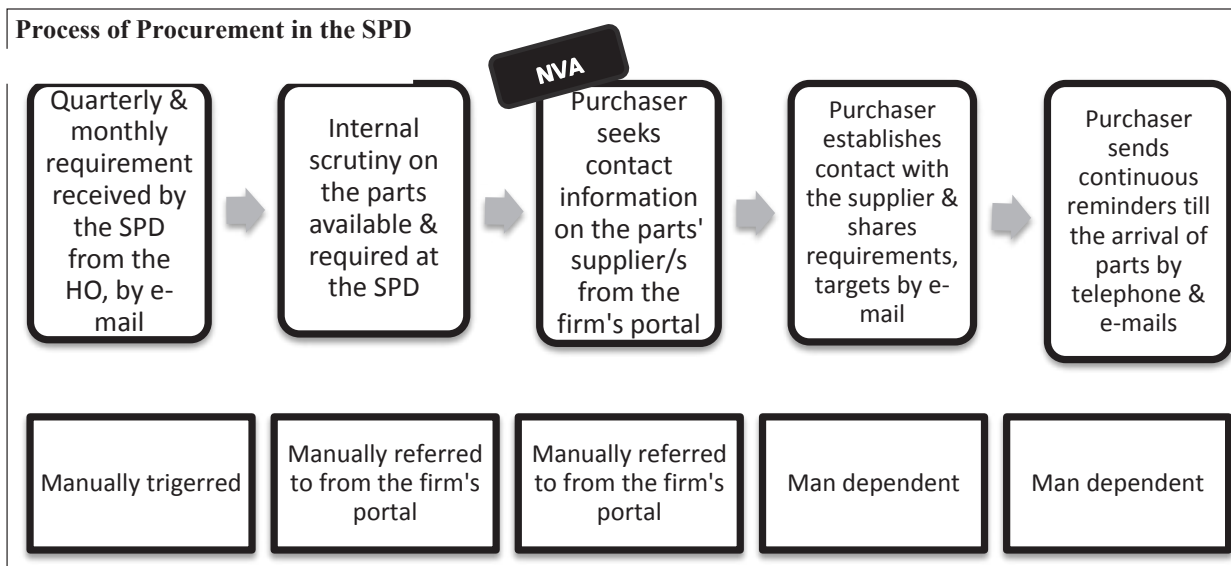 Process of Procurement in the SPD
NVA
Quarterly &
monthly
requirement
received by
the SPD
from the
HO, by e-
mail
Internal
scrutiny on
the parts
available &
required at
the SPD
Purchaser
seeks
contact
information
on the parts'
supplier/s
from the
firm's portal
Purchaser
establishes
contact with
the supplier &
shares
requirements,
targets by e-
mail
Purchaser
sends
continuous
reminders till
the arrival of
parts by
telephone &
e-mails
Manually trigerred
Manually referred
to from the firm's
portal
Manually referred
to from the firm's
portal
Man dependent
Man dependent